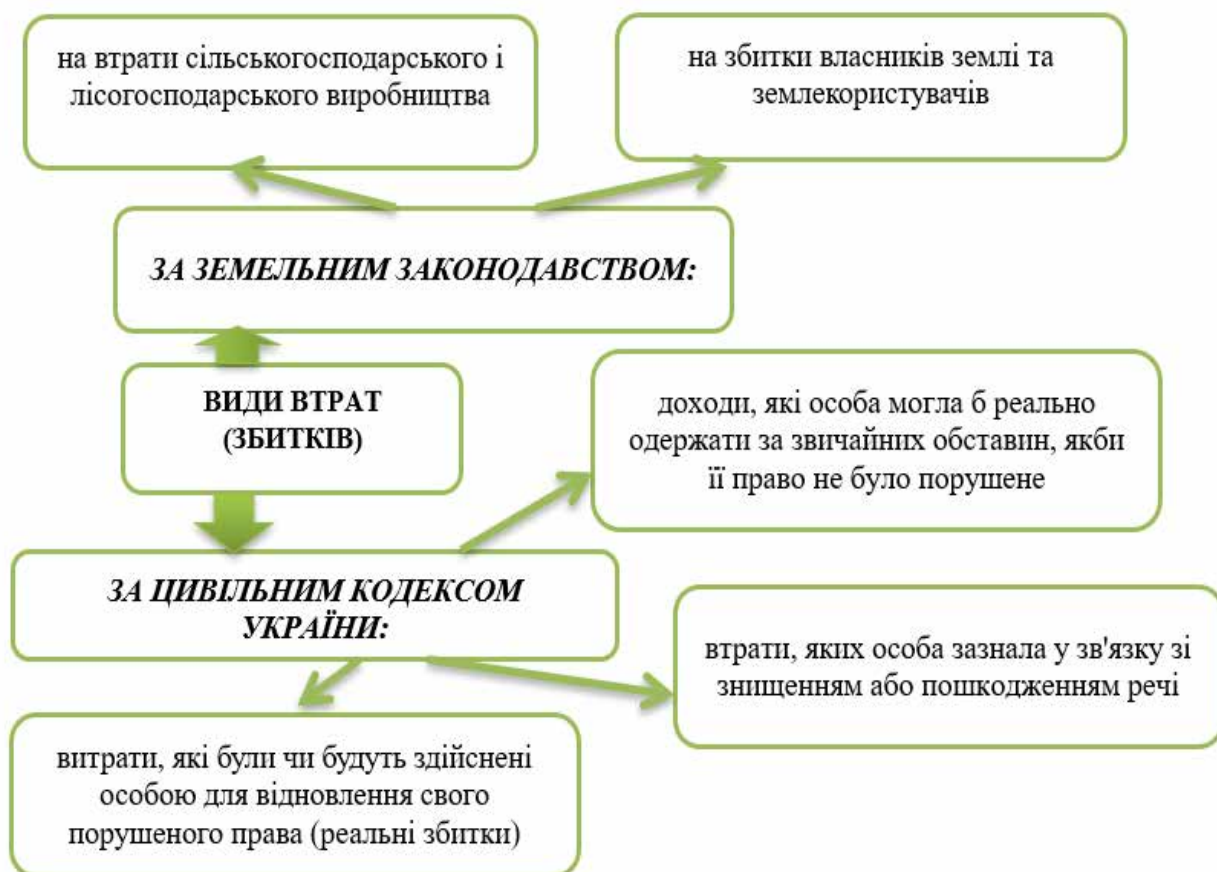 на втрати сільськогосподарського і
лісогосподарського виробництва
на збитки власників землі та
землекористувачів
ЗА ЗЕМЕЛЬНИМ ЗАКОНОДАВСТВОМ:
ВИДИ ВТРАТ
(ЗБИТКІВ)
доходи, які особа могла б реально
одержати за звичайних обставин, якби
її право не було порушене
ЗА ЦИВІЛЬНИМ КОДЕКСОМ
УКРАЇНИ:
втрати, яких особа зазнала у зв'язку зі
знищенням або пошкодженням речі
витрати, які були чи будуть здійснені
особою для відновлення свого
порушеного права (реальні збитки)